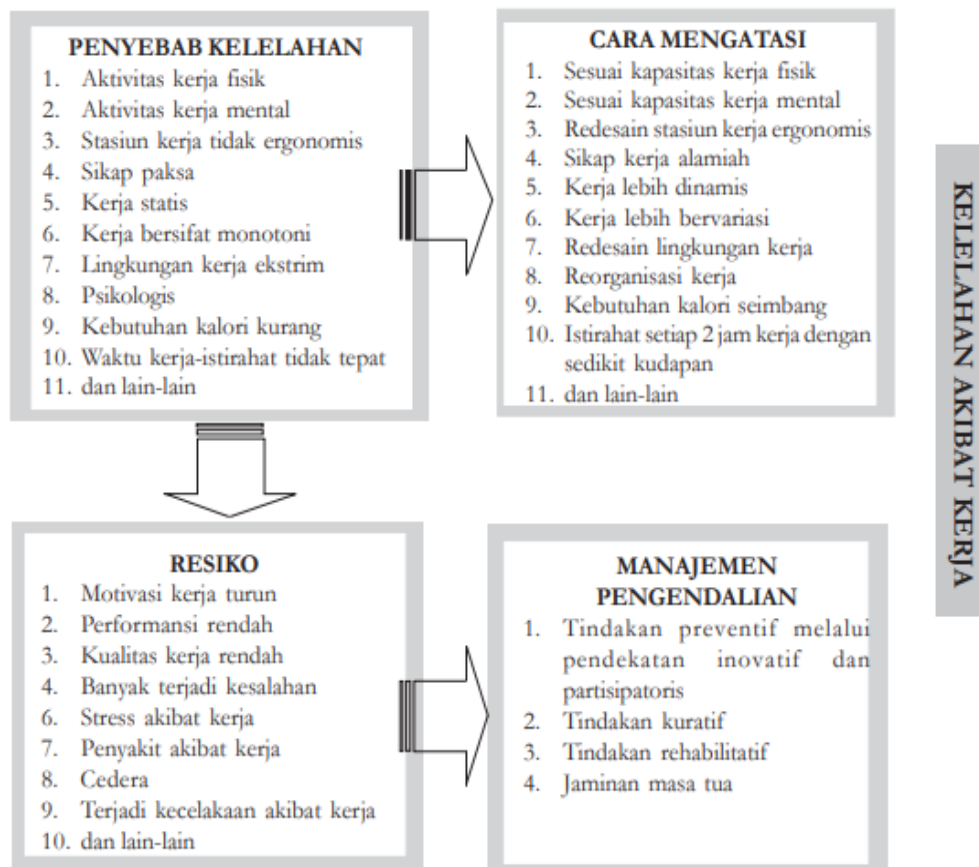 PENYEBAB KELELAHAN
1. Aktivitas kerja fisik
2. Aktivitas kerja mental
3. Stasiun kerja tidak ergonomis
4. Sikap paksa
5. Kerja statis
6. Kerja bersifat monotoni
7. Lingkungan kerja ekstrim
8. Psikologis
9. Kebutuhan kalori kurang
10. Waktu kerja-istirahat tidak tepat
11. dan lain-lain
CARA MENGATASI
1. Sesuai kapasitas kerja fisik
2. Sesuai kapasitas kerja mental
3. Redesain stasiun kerja ergonomis
4. Sikap kerja alamiah
5. Kerja lebih dinamis
6. Kerja lebih bervariasi
7. Redesain lingkungan kerja
8. Reorganisasi kerja
9. Kebutuhan kalori seimbang
10. Istirahat setiap 2 jam kerja dengan
sedikit kudapan
11. dan lain-lain
RESIKO
1. Motivasi kerja turun
2. Performansi rendah
3. Kualitas kerja rendah
4. Banyak terjadi kesalahan
6. Stress akibat kerja
7. Penyakit akibat kerja
8. Cedera
9. Terjadi kecelakaan akibat kerja
10. dan lain-lain
MANAJEMEN
PENGENDALIAN
1. Tindakan preventif melalui
pendekatan inovatif dan
partisipatoris
2. Tindakan kuratif
3. Tindakan rehabilitatif
4. Jaminan masa tua
KELELAHAN AKIBAT KERJA